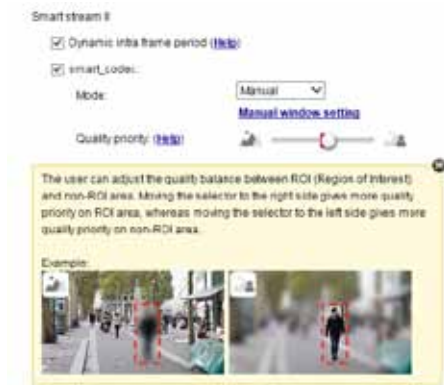 Smart stream II
Dynamic intra frame period (Help)
smart_codec:
Mode: Manual
Manual window setting
Quality priority: (Help)
The user can adjust the quality balance between ROI (Region of Interest)
and non-ROI area. Moving the selector to the right side gives more quality
priority on ROI area, whereas moving the selector to the left side gives more
quality priority on non-ROI area.
Example: